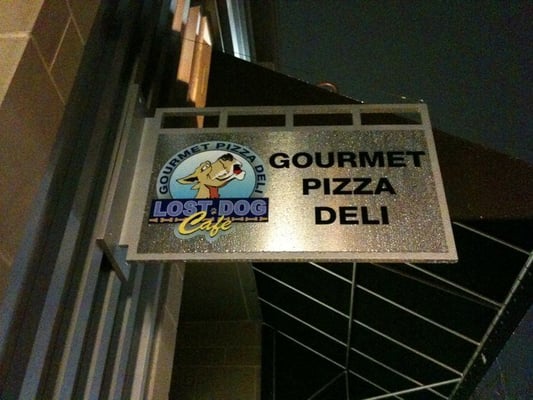 GOURMET PIZZA DELI
LOST DOG
Cafe
GOURMET
PIZZA
DELI